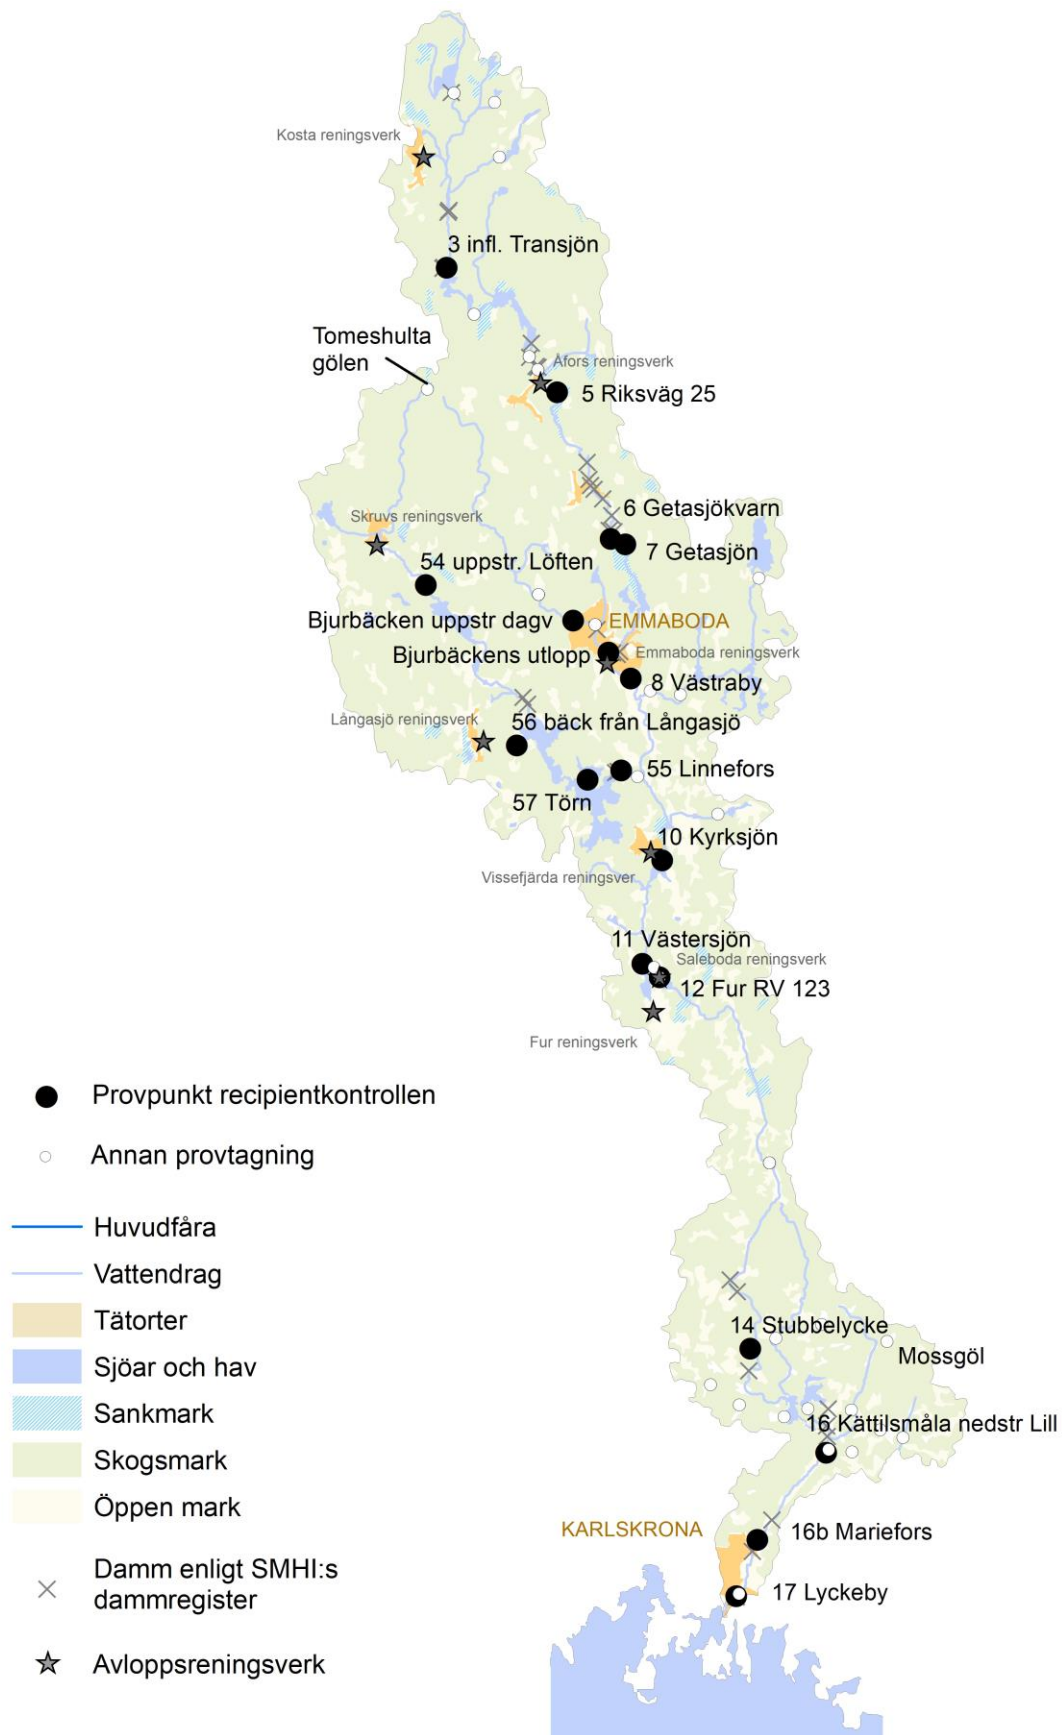 Kosta reningsverk
3 infl. Transjön
Tomeshulta
gölen
Åfors reningsverk
5 Riksväg 25
6 Getasjökvarn
Skruvs reningsverk
7 Getasjön
54 uppstr. Löften
Bjurbäcken uppstr dagv
EMMABODA
Bjurbäckens utlopp
Emmaboda reningsverk
8 Västraby
Långasjö reningsverk
56 bäck från Långasjö
55 Linnefors
57 Törn
10 Kyrksjön
Vissefjärda reningsver
11 Västersjön
Saleboda reningsverk
12 Fur RV 123
Fur reningsverk
Provpunkt recipientkontrollen
Annan provtagning
Huvudfåra
Vattendrag
Tätorter
Sjöar och hav
Sankmark
Skogsmark
Öppen mark
Damm enligt SMHI:s
dammregister
Avloppsreningsverk
14 Stubbelycke
Mossgöl
16 Kättilsmåla nedstr Lill
KARLSKRONA
16b Mariefors
17 Lyckeby